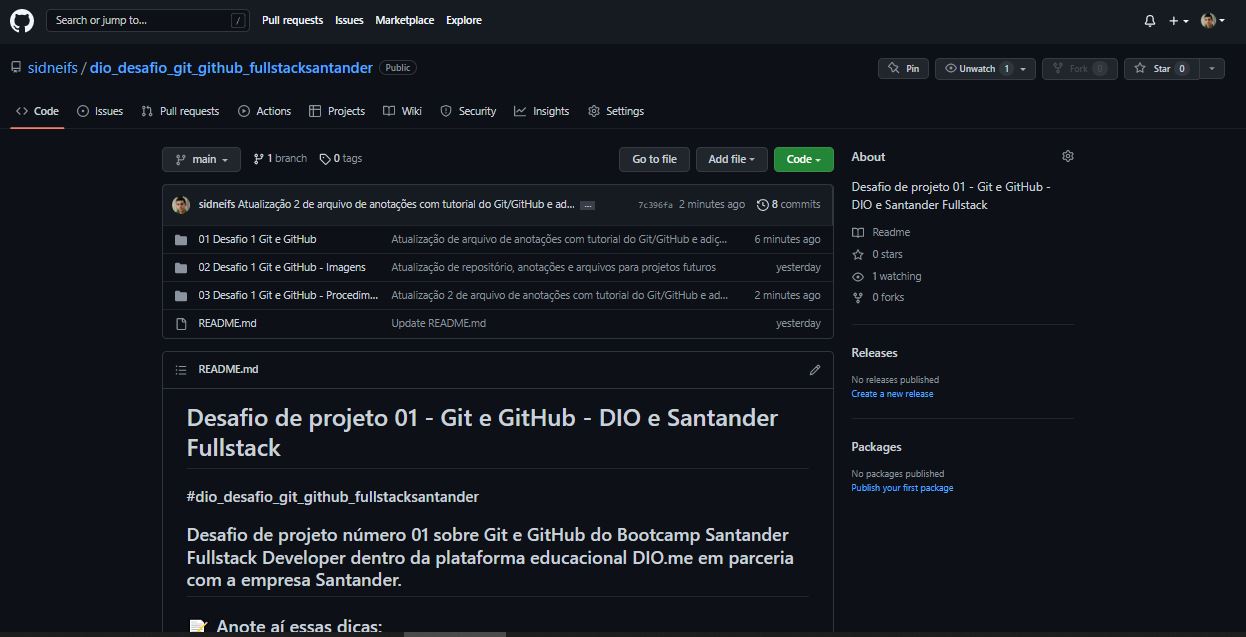 Search or jump to... /
Pull requests Issues Marketplace Explore
sidneifs / dio_desafio_git_github_fullstacksantander Public
Pin Unwatch 1 Fork 0 Star 0
Code Issues Pull requests Actions Projects Wiki Security Insights Settings
main 1 branch 0 tags Go to file Add file Code
sidneifs Atualização 2 de arquivo de anotações com tutorial do Git/GitHub e ad... ... 7c396fa 2 minutes ago 8 commits
01 Desafio 1 Git e GitHub Atualização de arquivo de anotações com tutorial do Git/GitHub e adiç... 6 minutes ago
02 Desafio 1 Git e GitHub - Imagens Atualização de repositório, anotações e arquivos para projetos futuros yesterday
03 Desafio 1 Git e GitHub - Procedim... Atualização 2 de arquivo de anotações com tutorial do Git/GitHub e ad... 2 minutes ago
README.md Update README.md yesterday
README.md
Desafio de projeto 01 - Git e GitHub - DIO e Santander
Fullstack
#dio_desafio_git_github_fullstacksantander
Desafio de projeto número 01 sobre Git e GitHub do Bootcamp Santander
Fullstack Developer dentro da plataforma educacional DIO.me em parceria
com a empresa Santander.
Anote aí essas dicas:
About
Desafio de projeto 01 - Git e GitHub -
DIO e Santander Fullstack
Readme
0 stars
1 watching
0 forks
Releases
No releases published
Create a new release
Packages
No packages published
Publish your first package